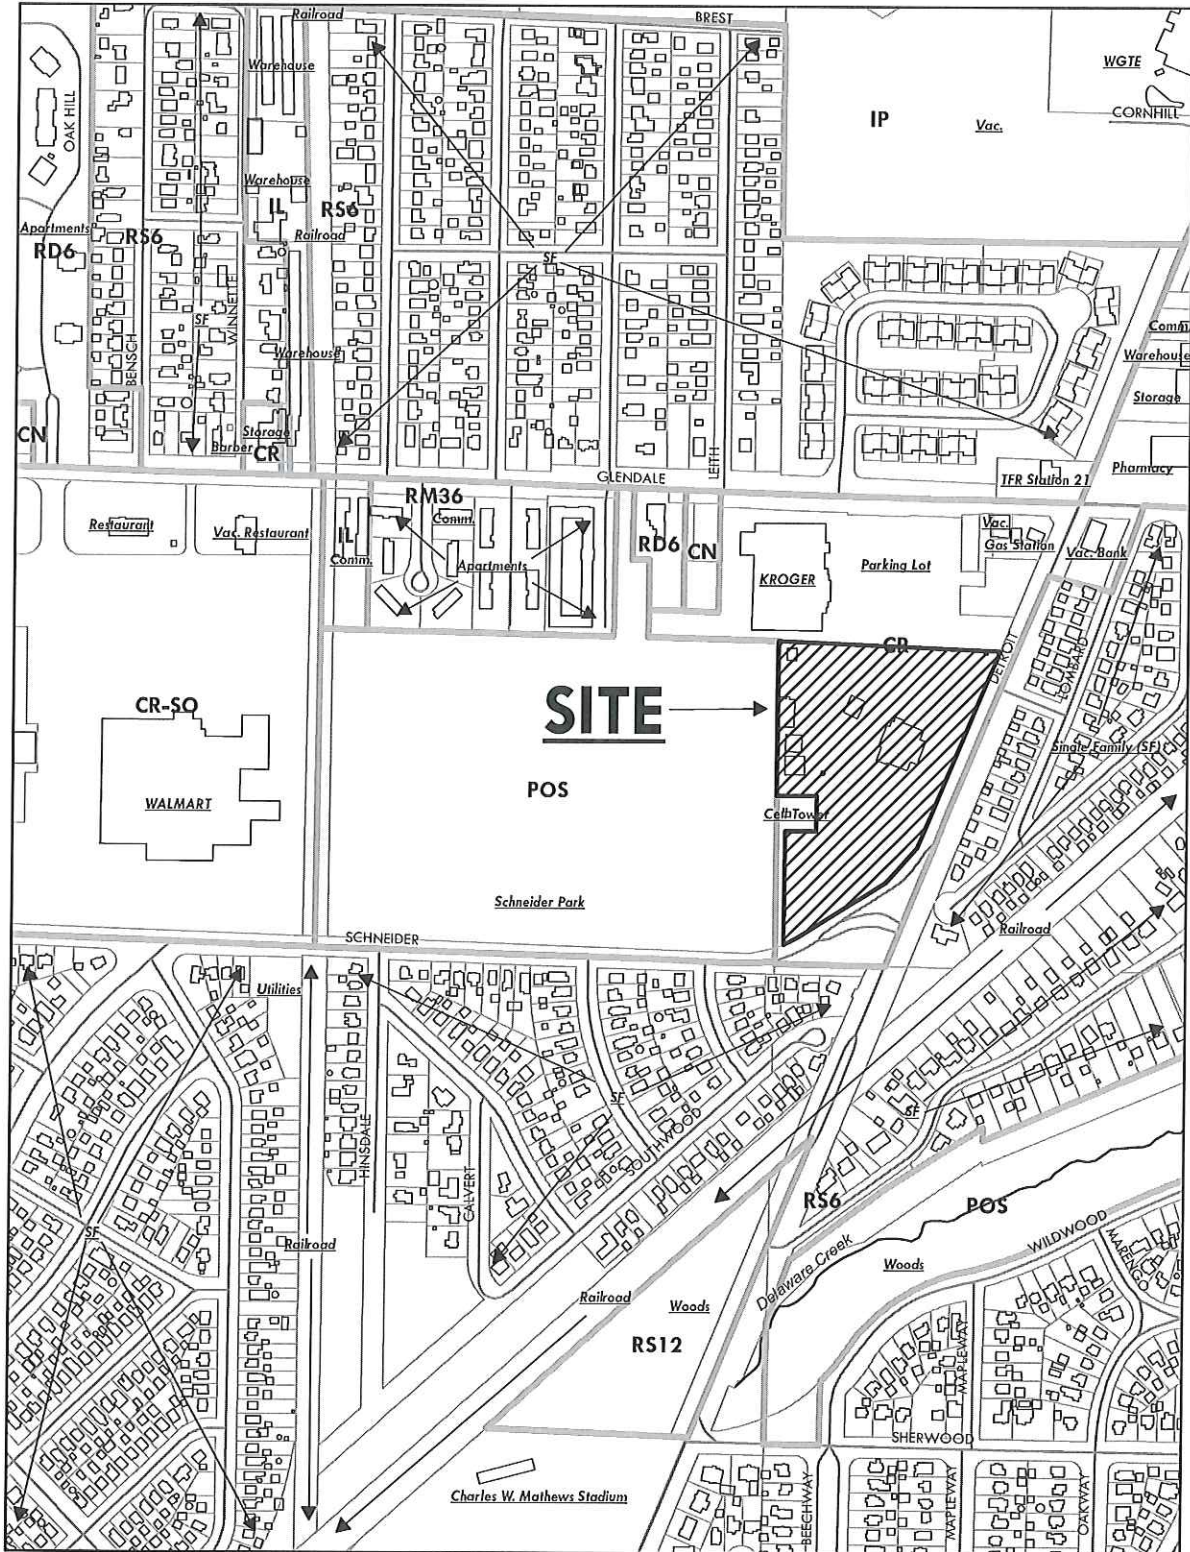 Railroad
BREST
WGTE
Warehouse
OAK HILL
IP
Vac.
CORNHILL
Warehouse
IL
RS6
Apartments
RS6
Railroad
RD6
SF
SF
WINNETTE
Comm.
BENSCH
Warehouse
Warehouse
Storage
CN
Storage
Barber
CR
LEITH
Pharmacy
GLENDALE
TFR Station 21
RM36
Restaurant
Vac. Restaurant
Comm.
Vac.
IL
RD6
CN
Gas Station
Vac. Bank
Comm.
Apartments
KROGER
Parking Lot
CR
DETROIT
LOMBARD
SITE
CR-SO
Single Family (SF)
POS
WALMART
Cell Tower
Schneider Park
Railroad
SCHNEIDER
Utilities
SF
SF
HINSDALE
SOUTHWOOD
CALVERT
RS6
POS
SF
WILDWOOD
MARENGO
Railroad
Delaware Creek
Woods
Railroad
Woods
RS12
MAPLEWAY
SHERWOOD
Charles W. Mathews Stadium
BEECHWAY
MAPLEWAY
OAKWAY